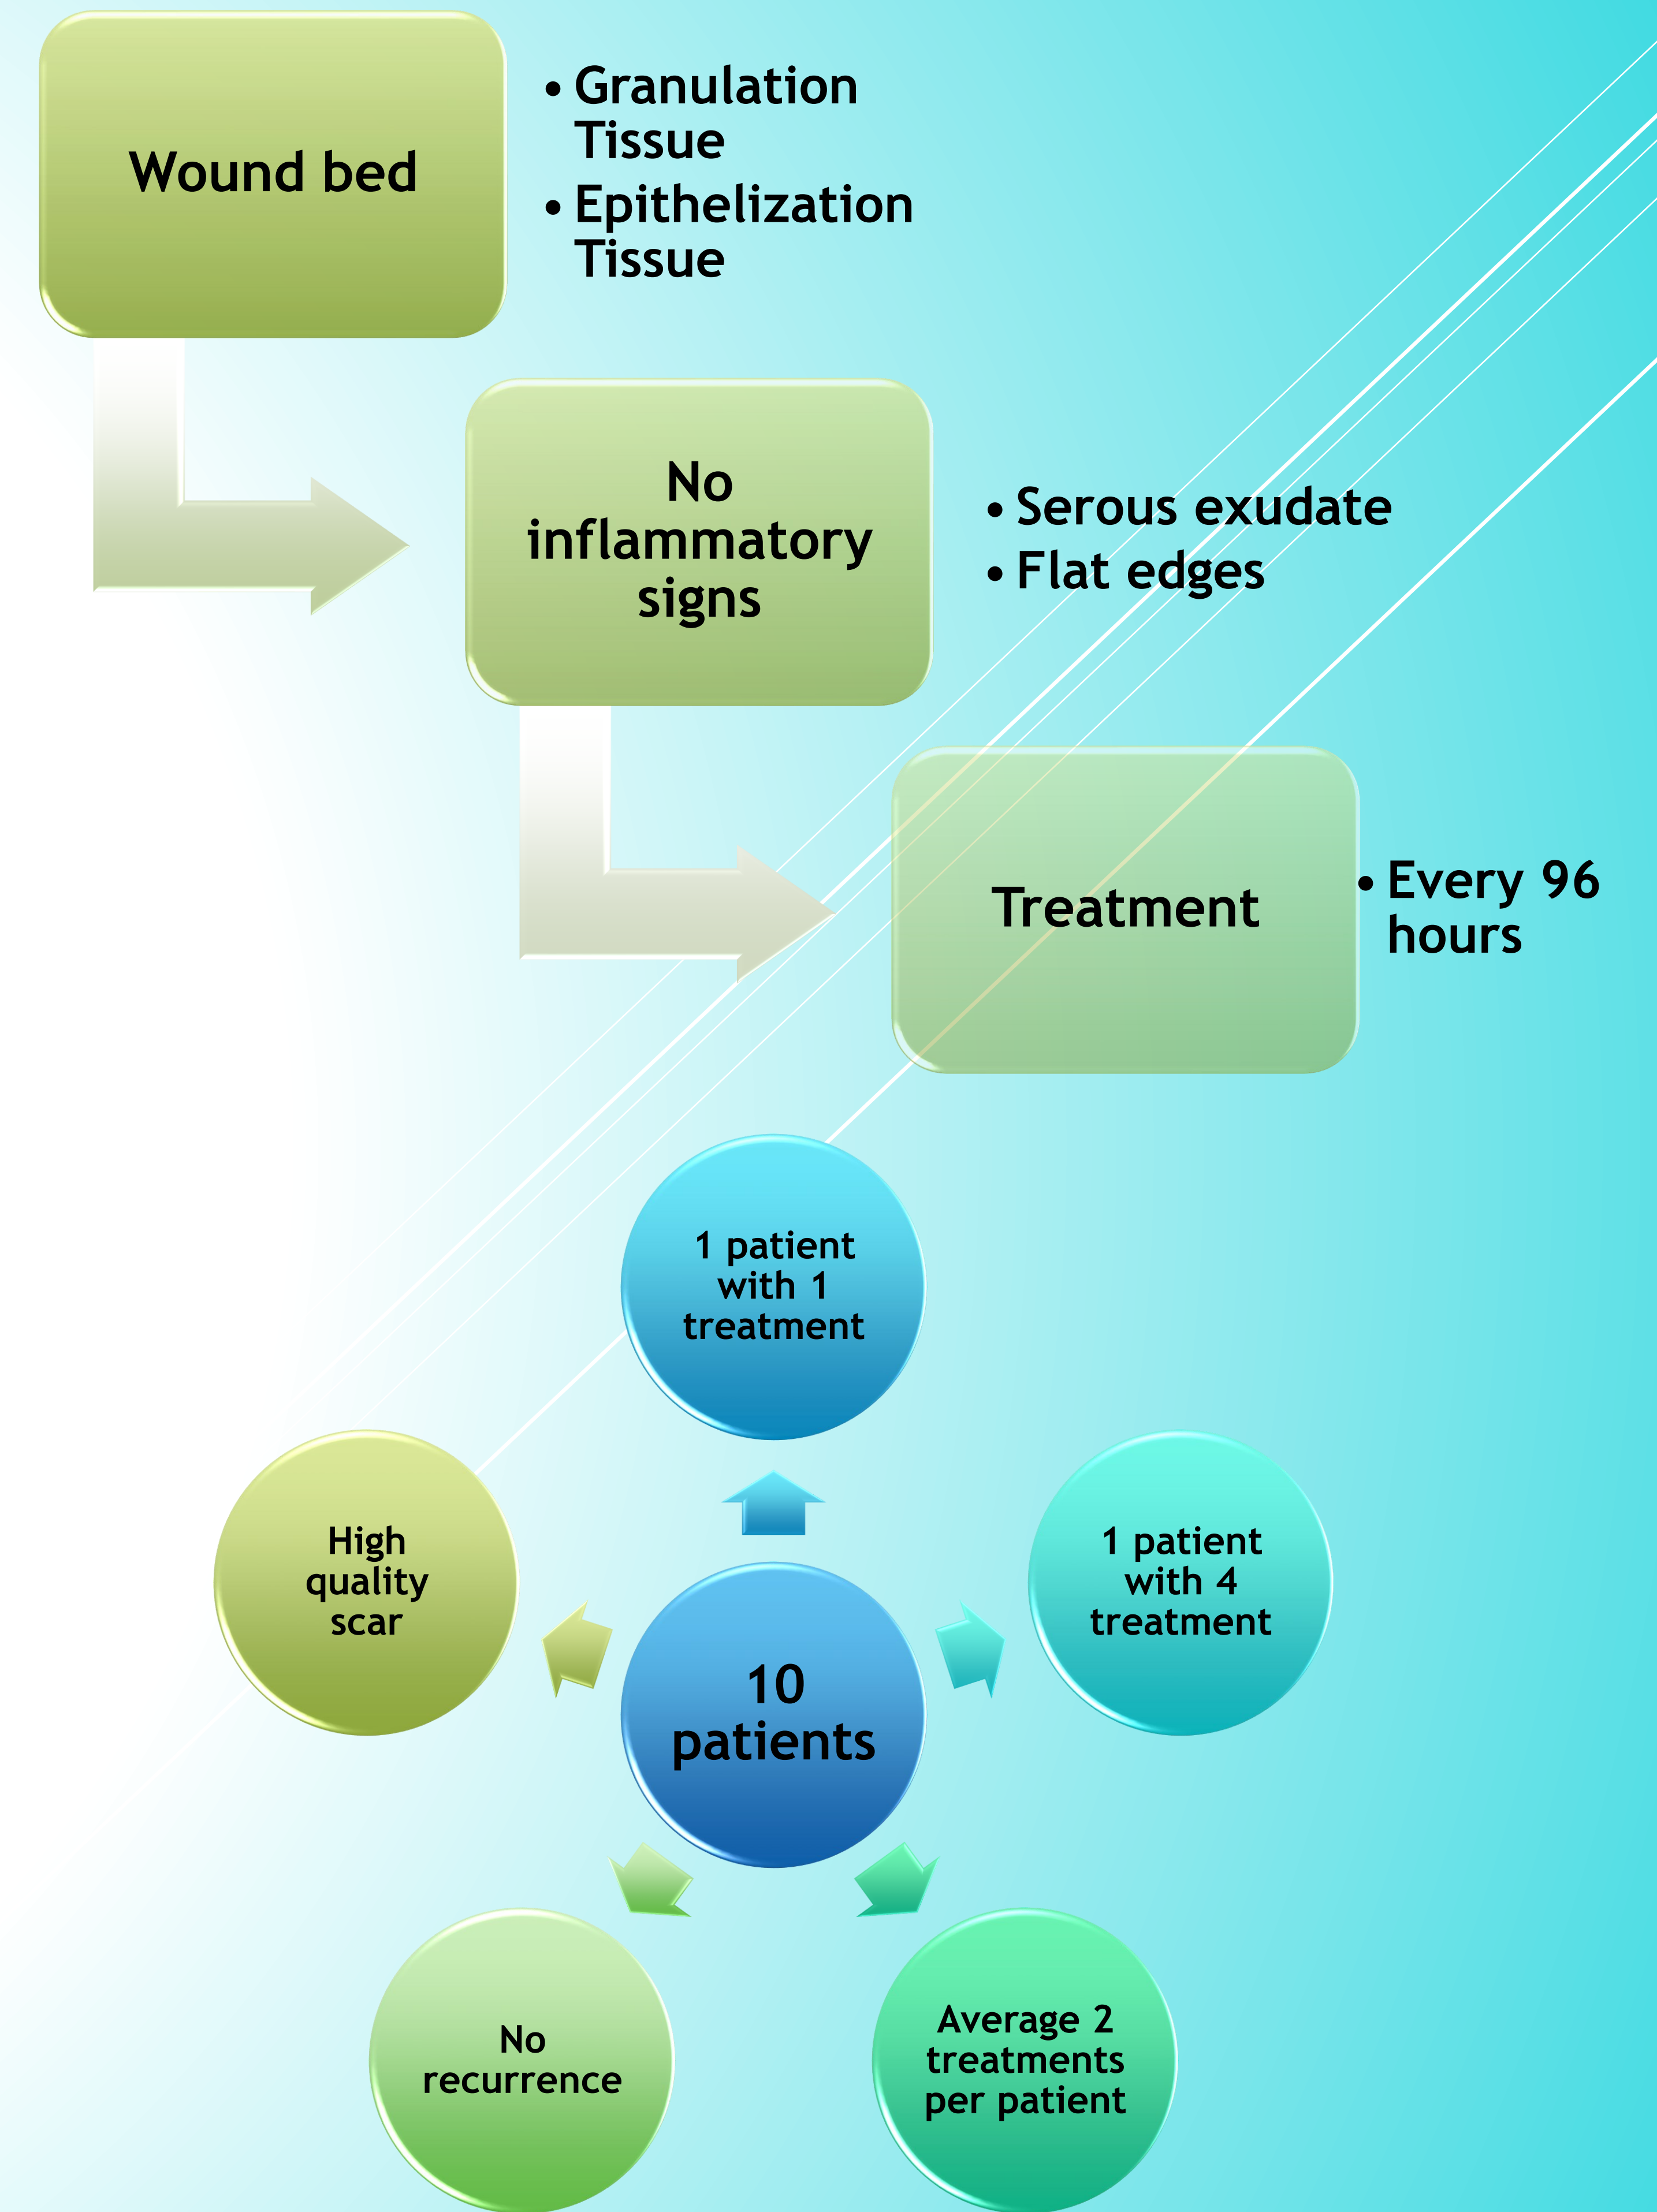 Wound bed
• Granulation
Tissue
• Epithelization
Tissue
No
inflammatory
signs
• Serous exudate
• Flat edges
Treatment
• Every 96
hours
1 patient
with 1
treatment
High
quality
scar
1 patient
with 4
treatment
10
patients
No
recurrence
Average 2
treatments
per patient